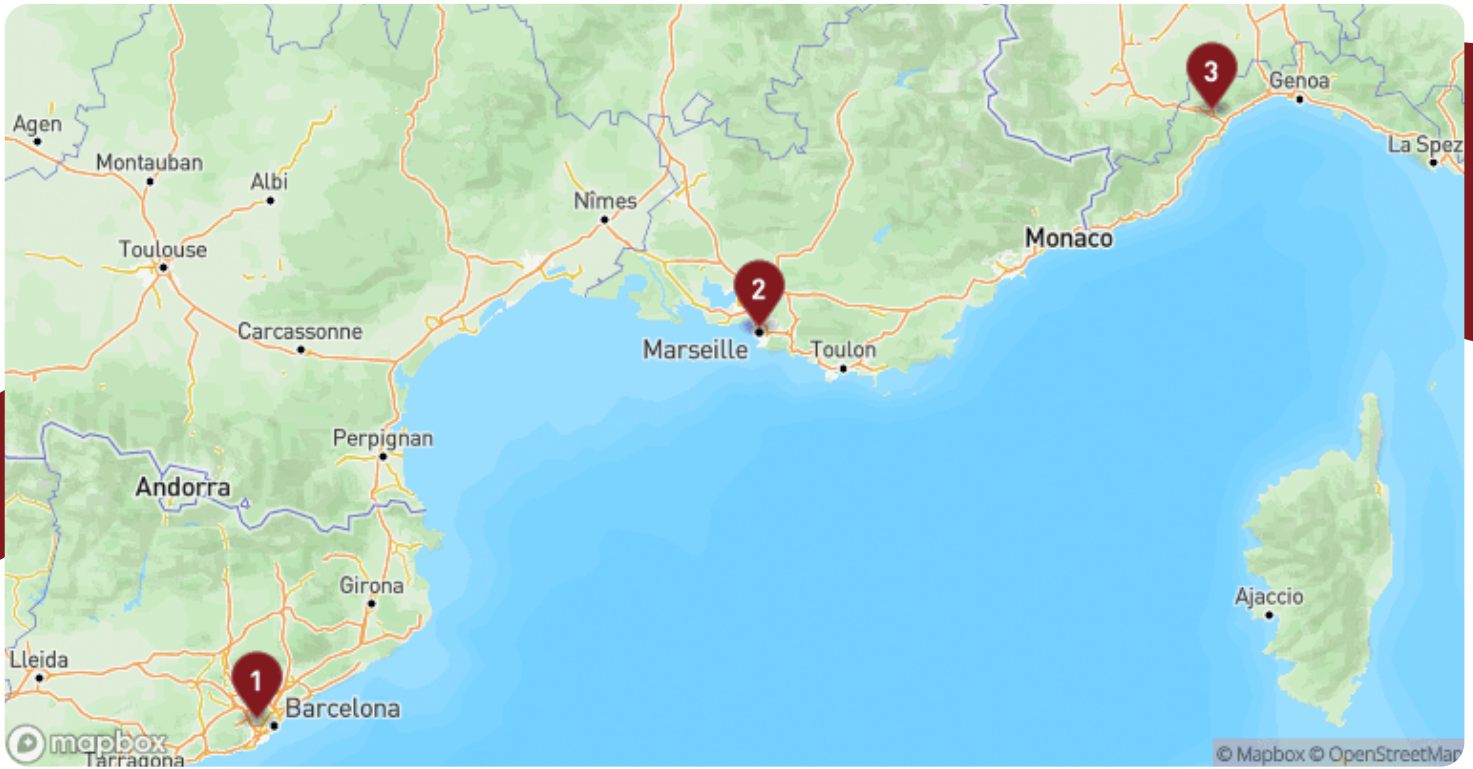 3
Genoa
Agen
La Spez
Montauban
Albi
Nîmes
Toulouse
Monaco
2
Carcassonne
Marseille
Toulon
Perpignan
Andorra
Girona
Ajaccio
Lleida
1
Barcelona
mapbox
Tarragona
© Mapbox © OpenStreetMap